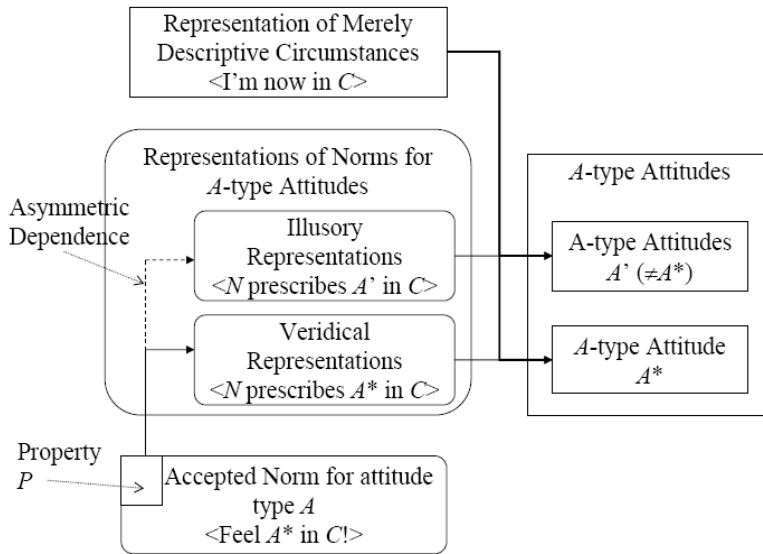 Representation of Merely
Descriptive Circumstances
<I'm now in C>
Representations of Norms for
A-type Attitudes
A-type Attitudes
Asymmetric
Dependence
Illusory
Representations
<N prescribes A' in C>
A-type Attitudes
A' (≠A*)
Veridical
Representations
<N prescribes A* in C>
A-type Attitude
A*
Property
P
Accepted Norm for attitude
type A
<Feel A* in C!>